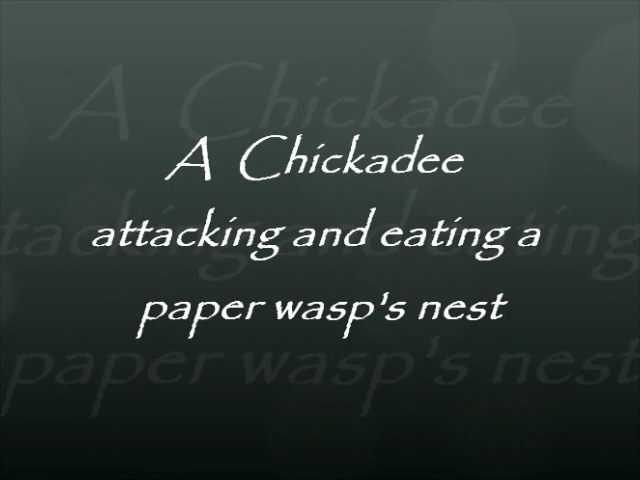 A Chickadee
attacking and eating a
paper wasp's nest